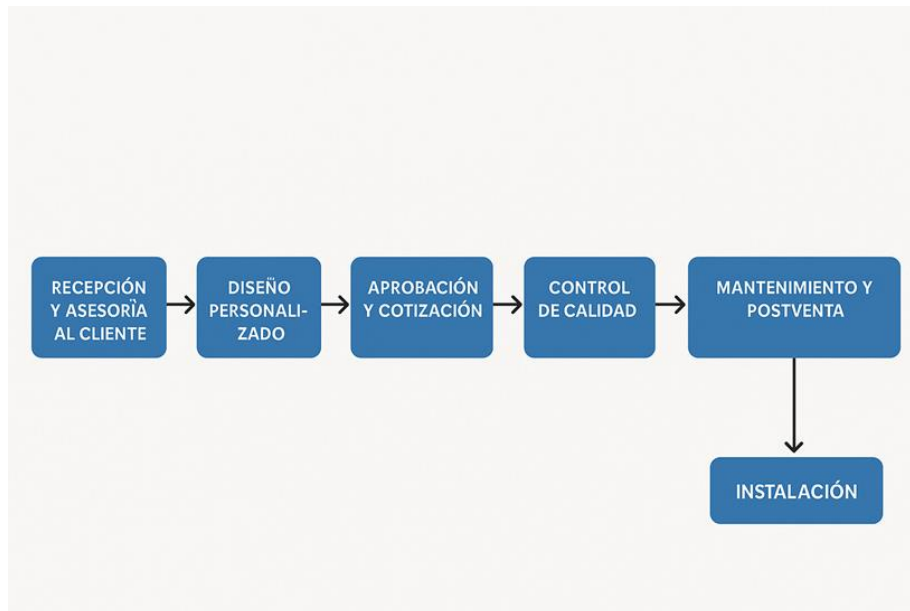 RECEPCIÓN
Y ASESORÌA
AL CLIENTE
DISEÑO
PERSONALI-
ZADO
APROBACIÓN
Y COTIZACIÓN
CONTROL
DE CALIDAD
MANTENIMIENTO Y
POSTVENTA
INSTALACIÓN